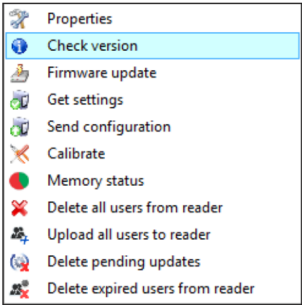 Properties
Check version
Firmware update
Get settings
Send configuration
Calibrate
Memory status
Delete all users from reader
Upload all users to reader
Delete pending updates
Delete expired users from reader